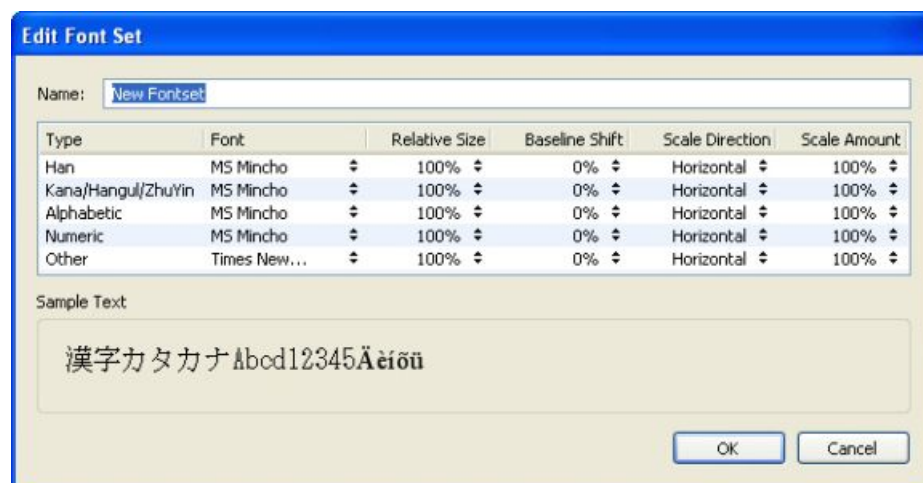 Edit Font Set
Name: New Fontset
Type Font Relative Size Baseline Shift Scale Direction Scale Amount
Han MS Mincho 100% 0% Horizontal 100%
Kana/Hangul/ZhuYin MS Mincho 100% 0% Horizontal 100%
Alphabetic MS Mincho 100% 0% Horizontal 100%
Numeric MS Mincho 100% 0% Horizontal 100%
Other Times New... 100% 0% Horizontal 100%
Sample Text
漢字カタカナAbcd12345Äèíõü
OK Cancel